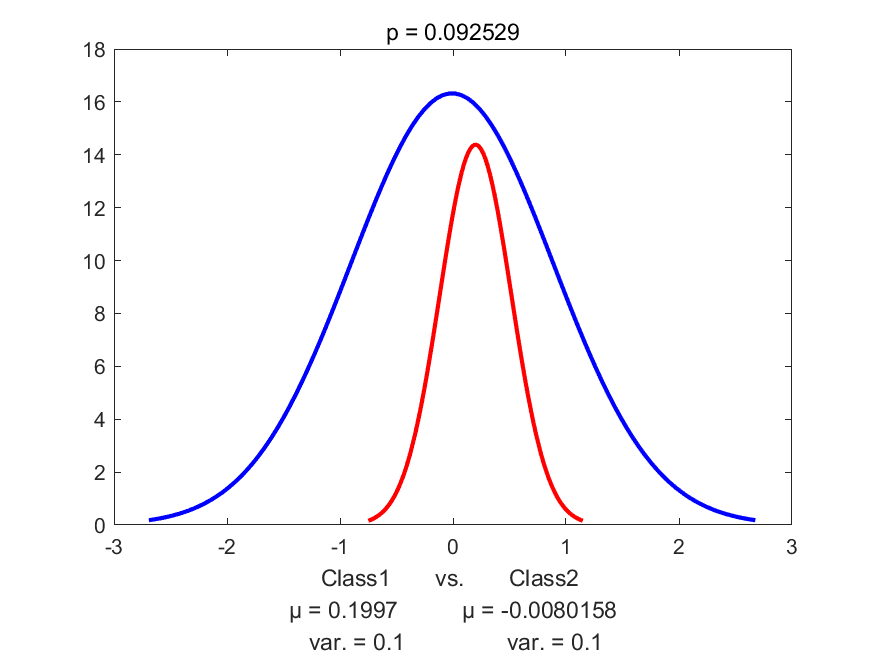 p = 0.092529
18
16
14
12
10
8
6
4
2
0
-3 -2 -1 0 1 2 3
Class1 vs. Class2
μ = 0.1997 μ = -0.0080158
var. = 0.1 var. = 0.1